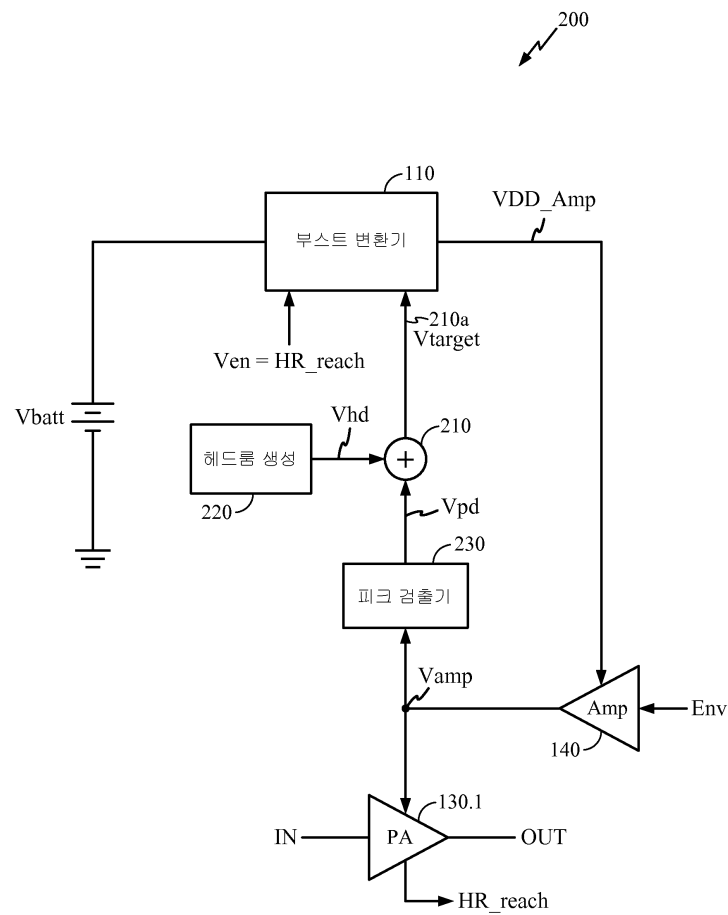 200
110
VDD_Amp
부스트 변환기
210a
Vtarget
Ven = HR_reach
Vbatt
Vhd
210
헤드룸 생성
+
220
Vpd
230
피크 검출기
Vamp
Amp
Env
140
130.1
IN
PA
OUT
HR_reach